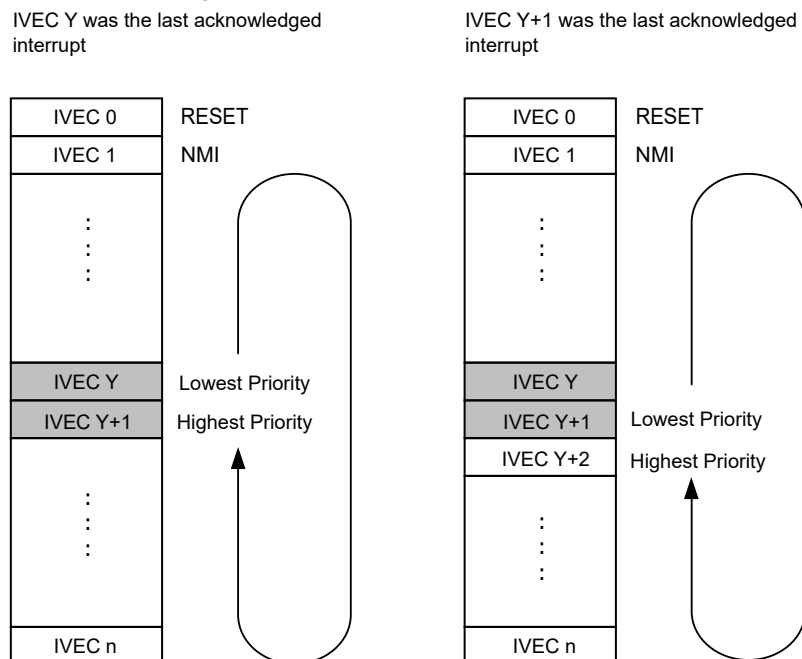 IVEC Y was the last acknowledged
interrupt
IVEC 0 RESET
IVEC 1 NMI
:
:
:
IVEC Y Lowest Priority
IVEC Y+1 Highest Priority
:
:
:
IVEC n
IVEC Y+1 was the last acknowledged
interrupt
IVEC 0 RESET
IVEC 1 NMI
:
:
:
IVEC Y
IVEC Y+1 Lowest Priority
IVEC Y+2 Highest Priority
:
:
:
IVEC n